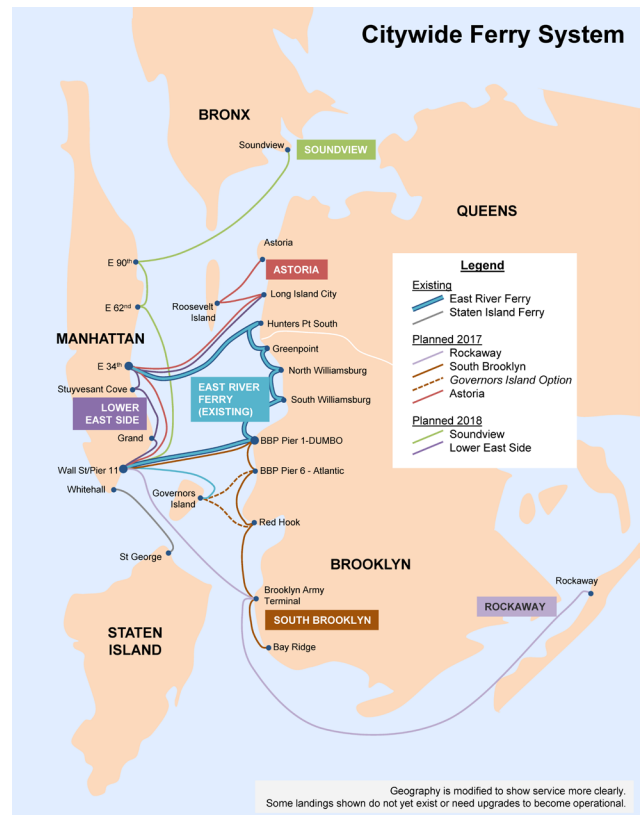 Citywide Ferry System
BRONX
Soundview
SOUNDVIEW
QUEENS
Astoria
ASTORIA
E 90th
Long Island City
E 62nd
Roosevelt
Island
Hunters Pt South
MANHATTAN
Greenpoint
E 34th
North Williamsburg
Stuyvesant Cove
EAST RIVER
FERRY
(EXISTING)
South Williamsburg
LOWER
EAST SIDE
Grand
BBP Pier 1-DUMBO
Wall St/Pier 11
BBP Pier 6 - Atlantic
Whitehall
Governors
Island
Red Hook
St George
BROOKLYN
Rockaway
Brooklyn Army
Terminal
ROCKAWAY
SOUTH BROOKLYN
STATEN
ISLAND
Bay Ridge
Legend
Existing
East River Ferry
Staten Island Ferry
Planned 2017
Rockaway
South Brooklyn
Governors Island Option
Astoria
Planned 2018
Soundview
Lower East Side
Geography is modified to show service more clearly.
Some landings shown do not yet exist or need upgrades to become operational.